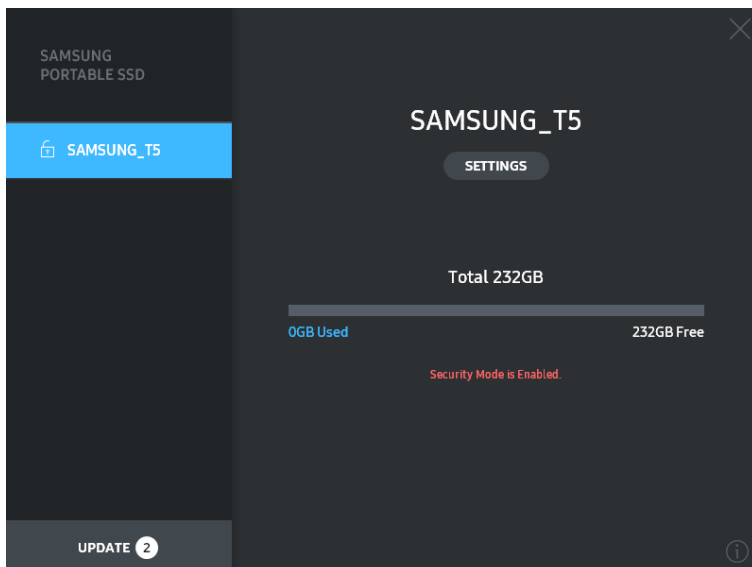 SAMSUNG
PORTABLE SSD
SAMSUNG_T5
UPDATE 2
SAMSUNG_T5
SETTINGS
Total 232GB
0GB Used
232GB Free
Security Mode is Enabled.